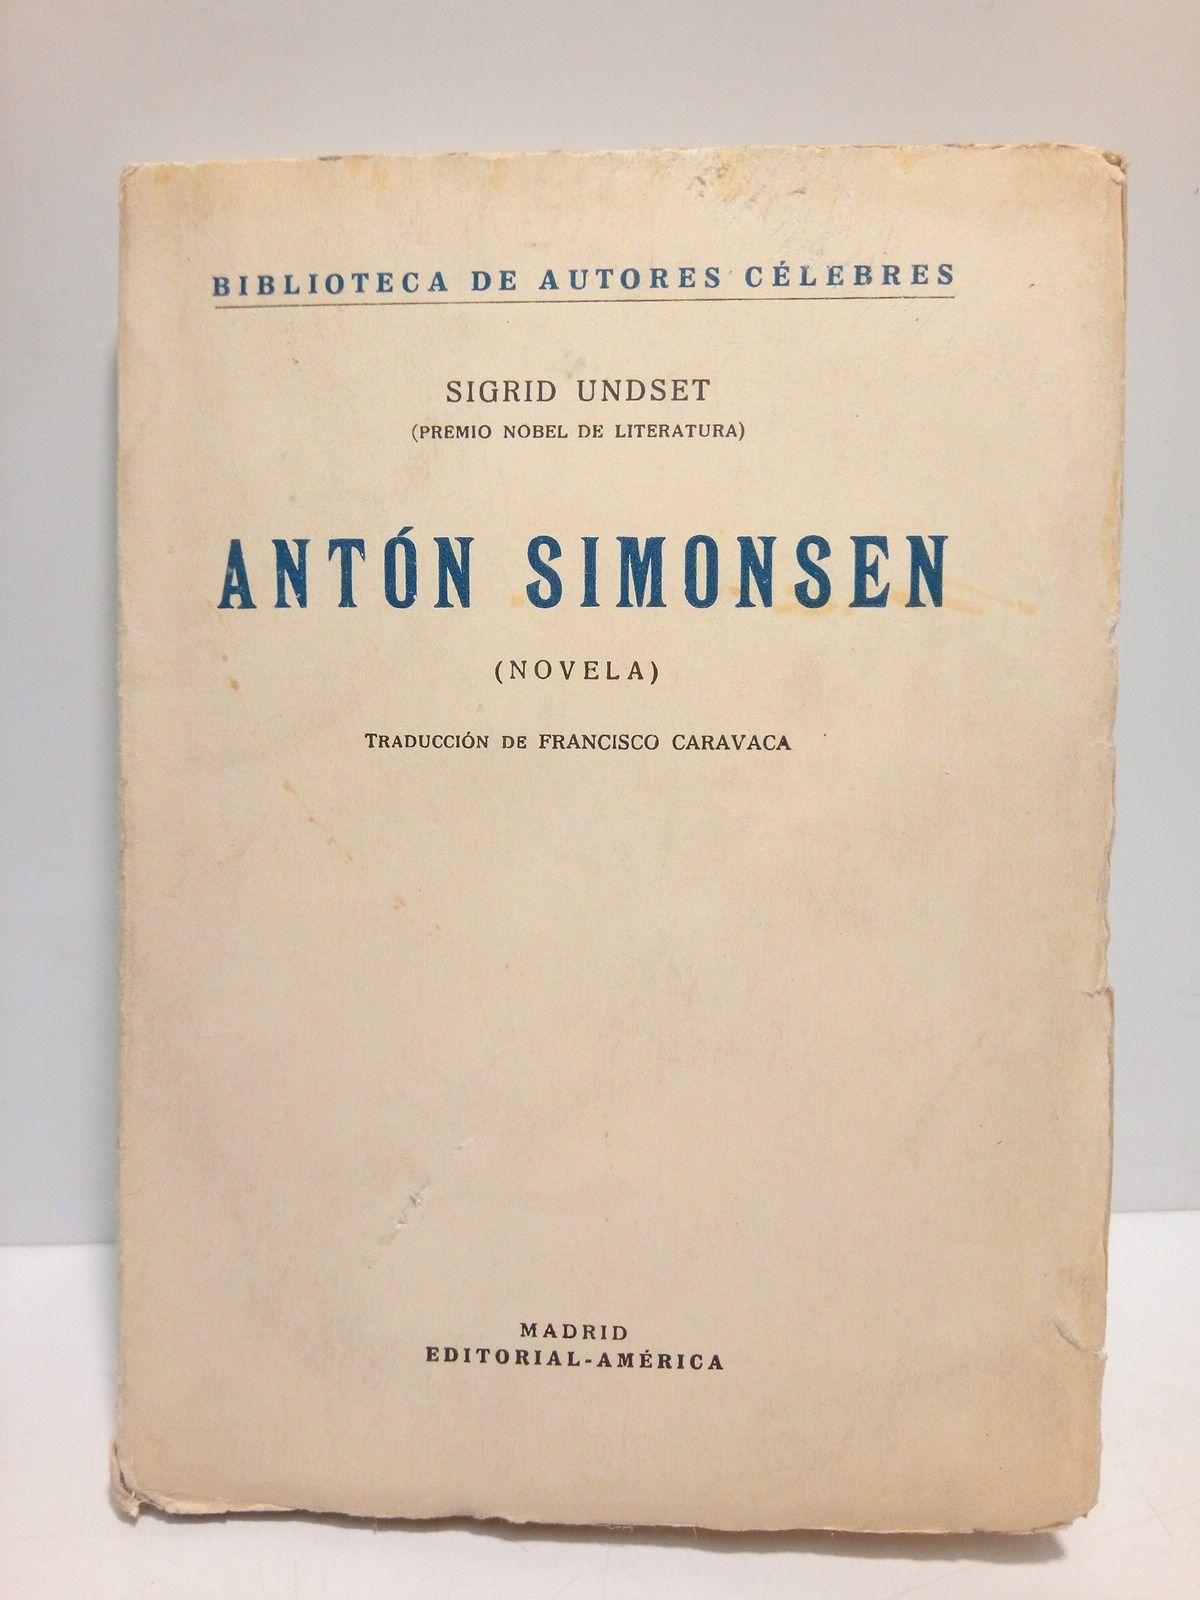 BIBLIOTECA DE AUTORES CÉLEBRES
SIGRID UNDSET
(PREMIO NOBEL DE LITERATURA)
ANTÓN SIMONSEN
(NOVELA)
TRADUCCIÓN DE FRANCISCO CARAVACA
MADRID
EDITORIAL-AMÉRICA